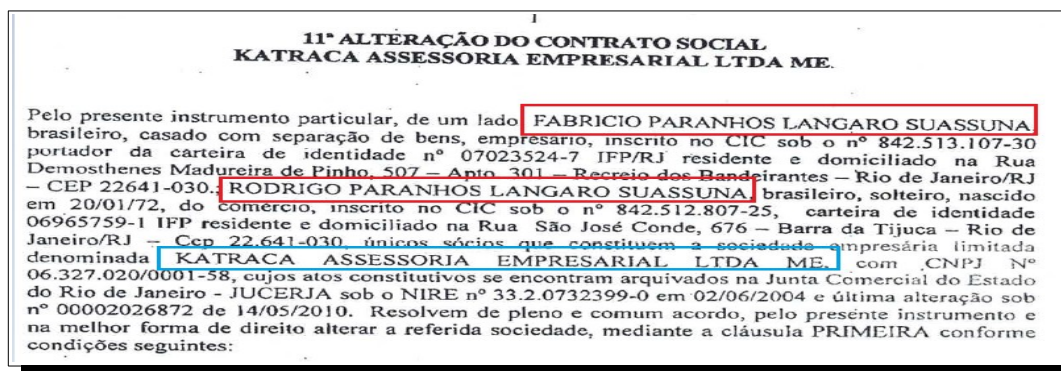 11ª ALTERAÇÃO DO CONTRATO SOCIAL
KATRACA ASSESSORIA EMPRESARIAL LTDA ME.
Pelo presente instrumento particular, de um lado FABRICIO PARANHOS LANGARO SUASSUNA,
brasileiro, casado com separação de bens, empresário, inscrito no CIC sob o nº 842.513.107-30
portador da carteira de identidade nº 07023524-7 IFP/RJ residente e domiciliado na Rua
Demosthenes Madureira de Pinho, 507 – Apto. 301 – Recreio dos Bandeirantes – Rio de Janeiro/RJ
– CEP 22641-030.; RODRIGO PARANHOS LANGARO SUASSUNA, brasileiro, solteiro, nascido
em 20/01/72, do comércio, inscrito no CIC sob o nº 842.512.807-25, carteira de identidade
06965759-1 IFP residente e domiciliado na Rua São José Conde, 676 – Barra da Tijuca – Rio de
Janeiro/RJ – Cep 22.641-030, únicos sócios que constituem a sociedade empresária limitada
denominada KATRACA ASSESSORIA EMPRESARIAL LTDA ME, com CNPJ Nº
06.327.020/0001-58, cujos atos constitutivos se encontram arquivados na Junta Comercial do Estado
do Rio de Janeiro - JUCERJA sob o NIRE nº 33.2.0732399-0 em 02/06/2004 e última alteração sob
nº 00002026872 de 14/05/2010. Resolvem de pleno e comum acordo, pelo presente instrumento e
na melhor forma de direito alterar a referida sociedade, mediante a cláusula PRIMEIRA conforme
condições seguintes: